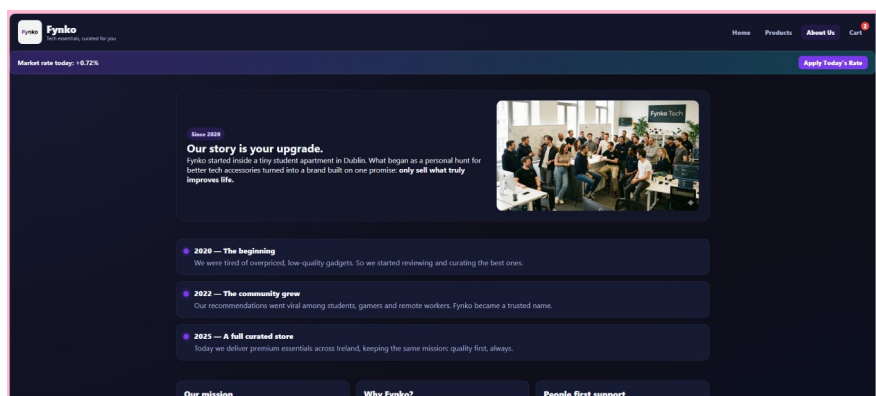 Fynko
Fynko
Tech essentials, curated for you
Home
Products
About Us
Cart
2
Market rate today: +0.72%
Apply Today's Rate
Since 2020
Our story is your upgrade.
Fynko started inside a tiny student apartment in Dublin. What began as a personal hunt for
better tech accessories turned into a brand built on one promise: only sell what truly
improves life.
Fynko Tech
2020 — The beginning
We were tired of overpriced, low-quality gadgets. So we started reviewing and curating the best ones.
2022 — The community grew
Our recommendations went viral among students, gamers and remote workers. Fynko became a trusted name.
2025 — A full curated store
Today we deliver premium essentials across Ireland, keeping the same mission: quality first, always.
Our mission
Why Fynko?
People first support